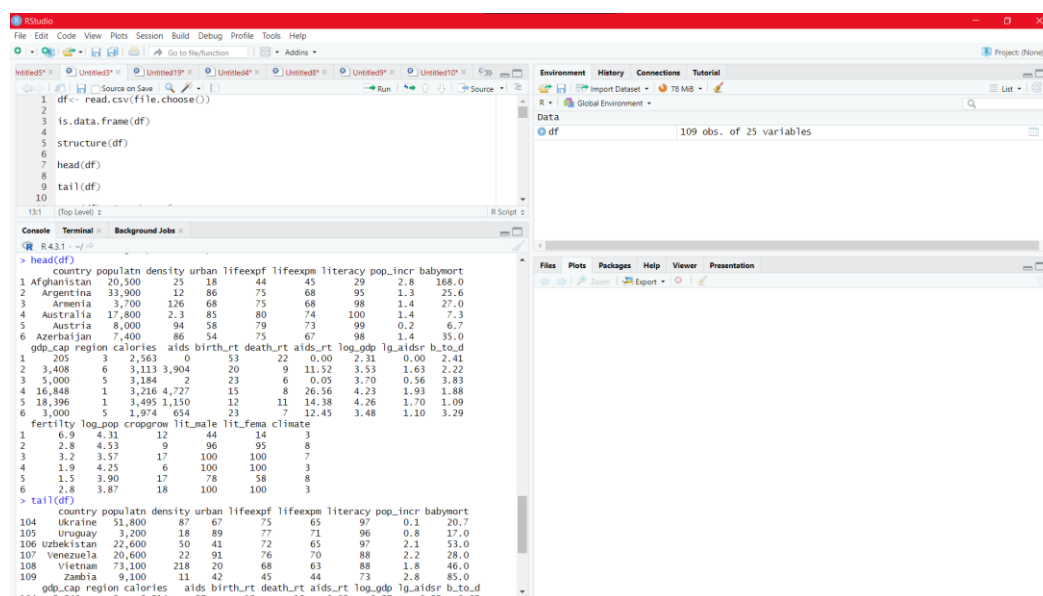 RStudio
File Edit Code View Plots Session Build Debug Profile Tools Help
Go to file/function Addins
Project: (None)
ntitled5* Untitled3* Untitled19* Untitled4* Untitled8* Untitled9* Untitled10*
Source on Save Run Source
1 df<- read.csv(file.choose())
2
3 is.data.frame(df)
4
5 structure(df)
6
7 head(df)
8
9 tail(df)
10
13:1 (Top Level) R Script
Console Terminal Background Jobs
R 4.3.1 · ~/
> head(df)
country populatn density urban lifeexpf lifeexpm literacy pop_incr babymort
1 Afghanistan 20,500 25 18 44 45 29 2.8 168.0
2 Argentina 33,900 12 86 75 68 95 1.3 25.6
3 Armenia 3,700 126 68 75 68 98 1.4 27.0
4 Australia 17,800 2.3 85 80 74 100 1.4 7.3
5 Austria 8,000 94 58 79 73 99 0.2 6.7
6 Azerbaijan 7,400 86 54 75 67 98 1.4 35.0
gdp_cap region calories aids birth_rt death_rt aids_rt log_gdp lg_aidsr b_to_d
1 205 3 2,563 0 53 22 0.00 2.31 0.00 2.41
2 3,408 6 3,113 3,904 20 9 11.52 3.53 1.63 2.22
3 5,000 5 3,184 2 23 6 0.05 3.70 0.56 3.83
4 16,848 1 3,216 4,727 15 8 26.56 4.23 1.93 1.88
5 18,396 1 3,495 1,150 12 11 14.38 4.26 1.70 1.09
6 3,000 5 1,974 654 23 7 12.45 3.48 1.10 3.29
fertilty log_pop cropgrow lit_male lit_fema climate
1 6.9 4.31 12 44 14 3
2 2.8 4.53 9 96 95 8
3 3.2 3.57 17 100 100 7
4 1.9 4.25 6 100 100 3
5 1.5 3.90 17 78 58 8
6 2.8 3.87 18 100 100 3
> tail(df)
country populatn density urban lifeexpf lifeexpm literacy pop_incr babymort
104 Ukraine 51,800 87 67 75 65 97 0.1 20.7
105 Uruguay 3,200 18 89 77 71 96 0.8 17.0
106 Uzbekistan 22,600 50 41 72 65 97 2.1 53.0
107 Venezuela 20,600 22 91 76 70 88 2.2 28.0
108 Vietnam 73,100 218 20 68 63 88 1.8 46.0
109 Zambia 9,100 11 42 45 44 73 2.8 85.0
gdp_cap region calories aids birth_rt death_rt aids_rt log_gdp lg_aidsr b_to_d
Environment History Connections Tutorial
Import Dataset 78 MiB List
R Global Environment
Data
df 109 obs. of 25 variables
Files Plots Packages Help Viewer Presentation
Zoom Export